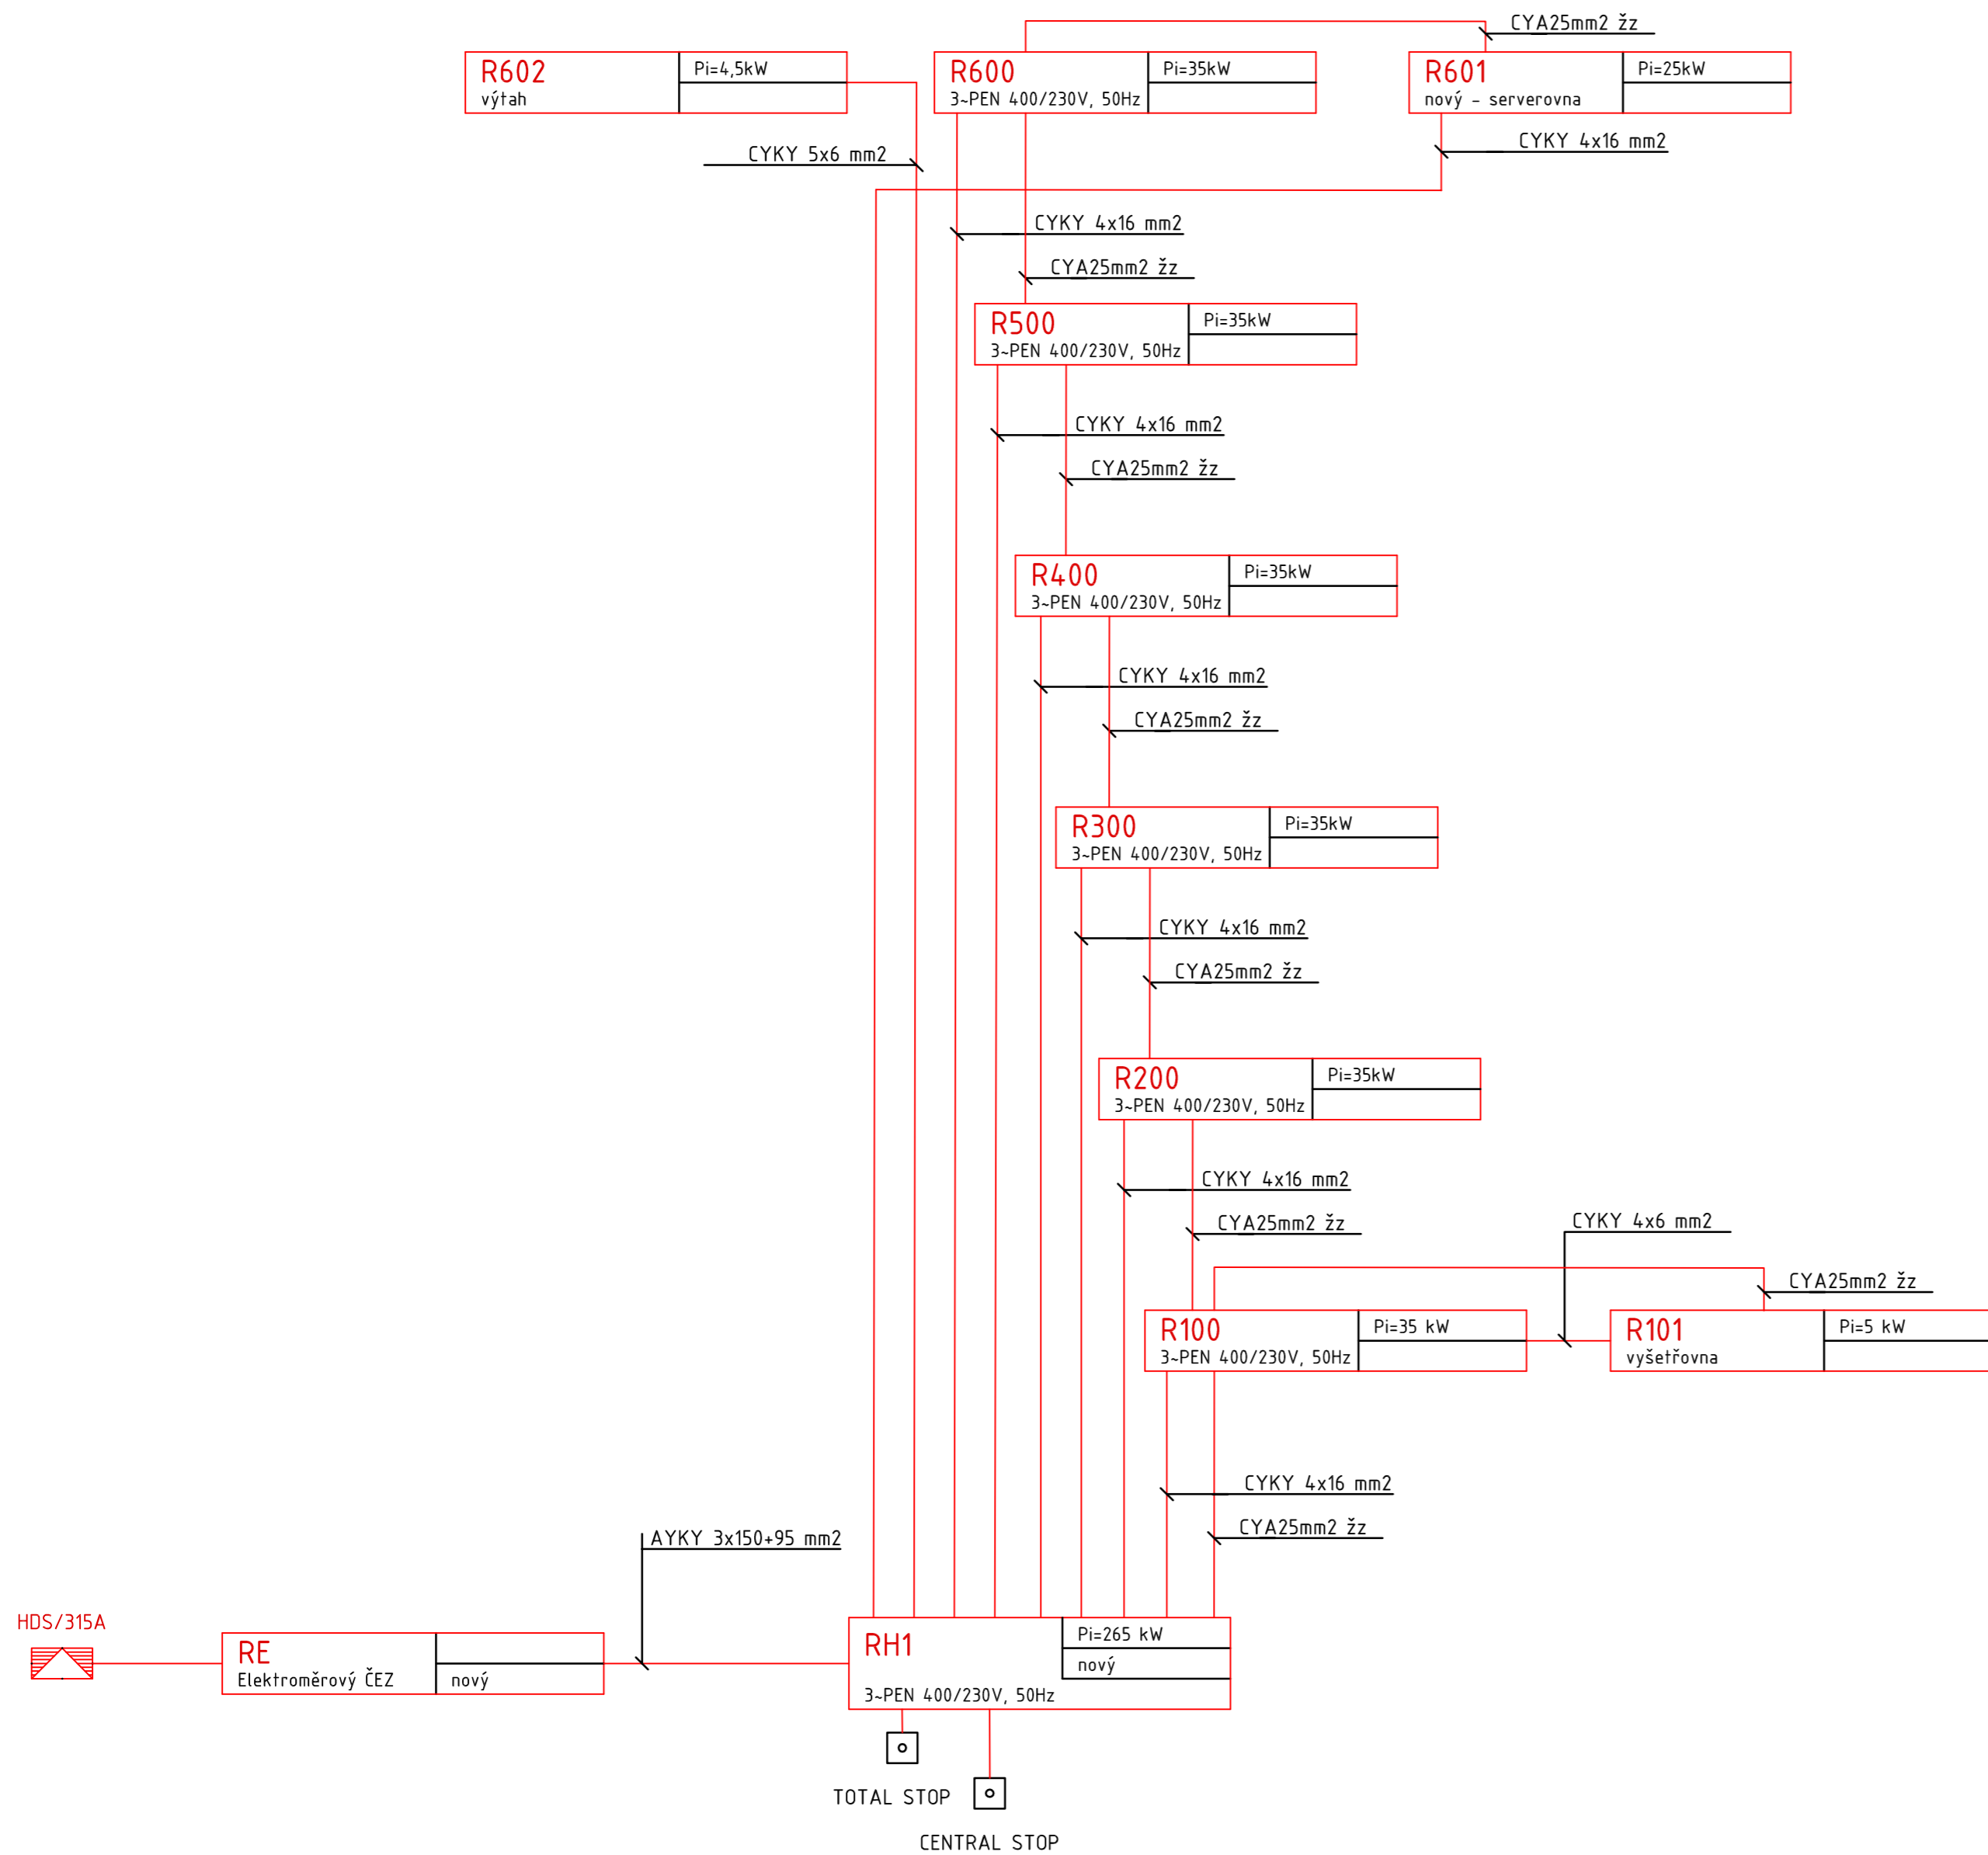 CYA25mm2 žz
R602
Pi=4,5kW
výtah
R600
Pi=35kW
3~PEN 400/230V, 50Hz
R601
Pi=25kW
nový - serverovna
CYKY 5x6 mm2
CYKY 4x16 mm2
CYKY 4x16 mm2
CYA25mm2 žz
R500
Pi=35kW
3~PEN 400/230V, 50Hz
CYKY 4x16 mm2
CYA25mm2 žz
R400
Pi=35kW
3~PEN 400/230V, 50Hz
CYKY 4x16 mm2
CYA25mm2 žz
R300
Pi=35kW
3~PEN 400/230V, 50Hz
CYKY 4x16 mm2
CYA25mm2 žz
R200
Pi=35kW
3~PEN 400/230V, 50Hz
CYKY 4x16 mm2
CYA25mm2 žz
CYKY 4x6 mm2
CYA25mm2 žz
R100
Pi=35 kW
3~PEN 400/230V, 50Hz
R101
Pi=5 kW
vyšetřovna
CYKY 4x16 mm2
CYA25mm2 žz
AYKY 3x150+95 mm2
HDS/315A
RE
Elektroměrový ČEZ
nový
RH1
Pi=265 kW
nový
3~PEN 400/230V, 50Hz
TOTAL STOP
CENTRAL STOP